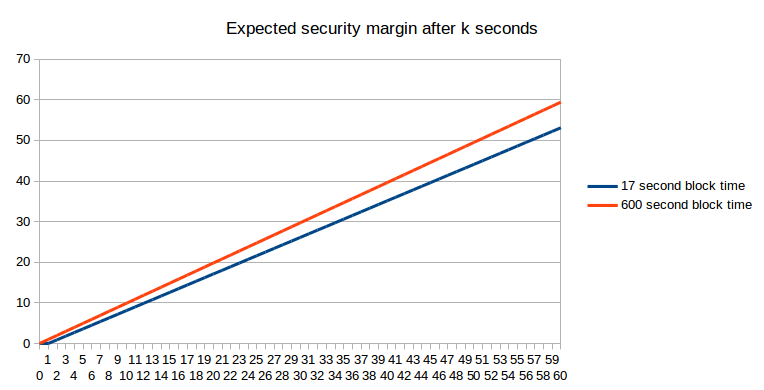 Expected security margin after k seconds
70
60
50
40
30
20
10
0
17 second block time
600 second block time
1 3 5 7 9 11 13 15 17 19 21 23 25 27 29 31 33 35 37 39 41 43 45 47 49 51 53 55 57 59
0 2 4 6 8 10 12 14 16 18 20 22 24 26 28 30 32 34 36 38 40 42 44 46 48 50 52 54 56 58 60